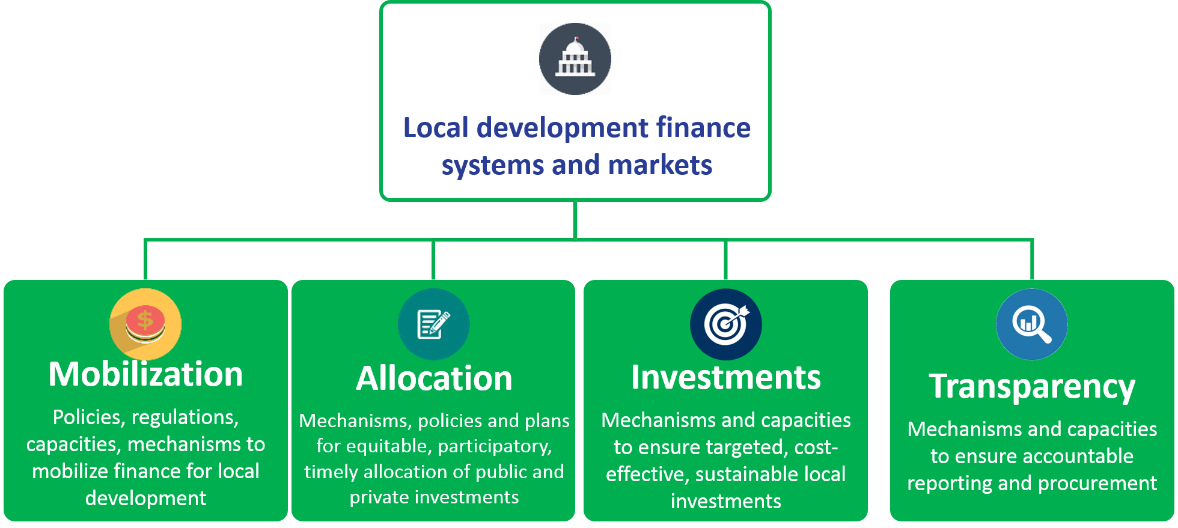 Local development finance
systems and markets
$
Mobilization
Policies, regulations,
capacities, mechanisms to
mobilize finance for local
development
Allocation
Mechanisms, policies and plans
for equitable, participatory,
timely allocation of public and
private investments
Investments
Mechanisms and capacities
to ensure targeted, cost-
effective, sustainable local
investments
Transparency
Mechanisms and capacities
to ensure accountable
reporting and procurement